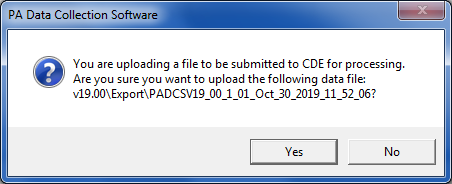 PA Data Collection Software
You are uploading a file to be submitted to CDE for processing.
Are you sure you want to upload the following data file:
v19.00\Export\PADCSV19_00_1_01_Oct_30_2019_11_52_06?
Yes
No